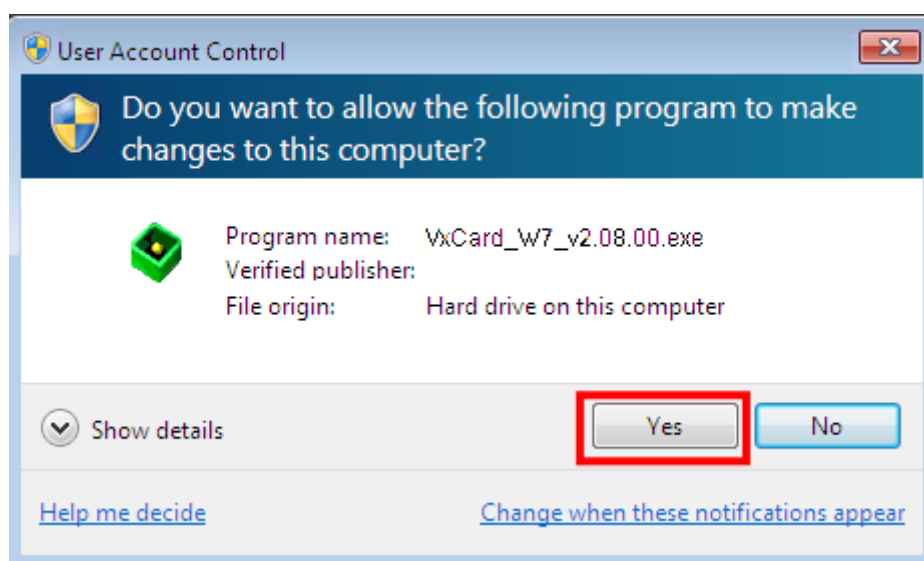 User Account Control
Do you want to allow the following program to make
changes to this computer?
Program name: VxCard_W7_v2.08.00.exe
Verified publisher:
File origin: Hard drive on this computer
Show details
Yes
No
Help me decide
Change when these notifications appear